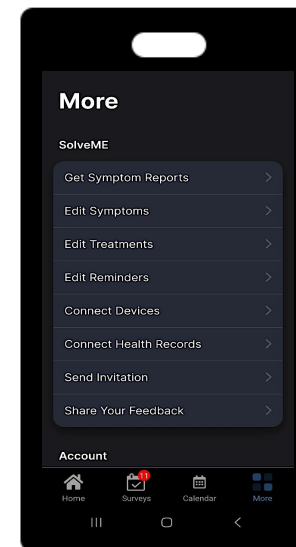 More
SolveME
Get Symptom Reports
Edit Symptoms
Edit Treatments
Edit Reminders
Connect Devices
Connect Health Records
Send Invitation
Share Your Feedback
Account
11
Home Surveys Calendar More